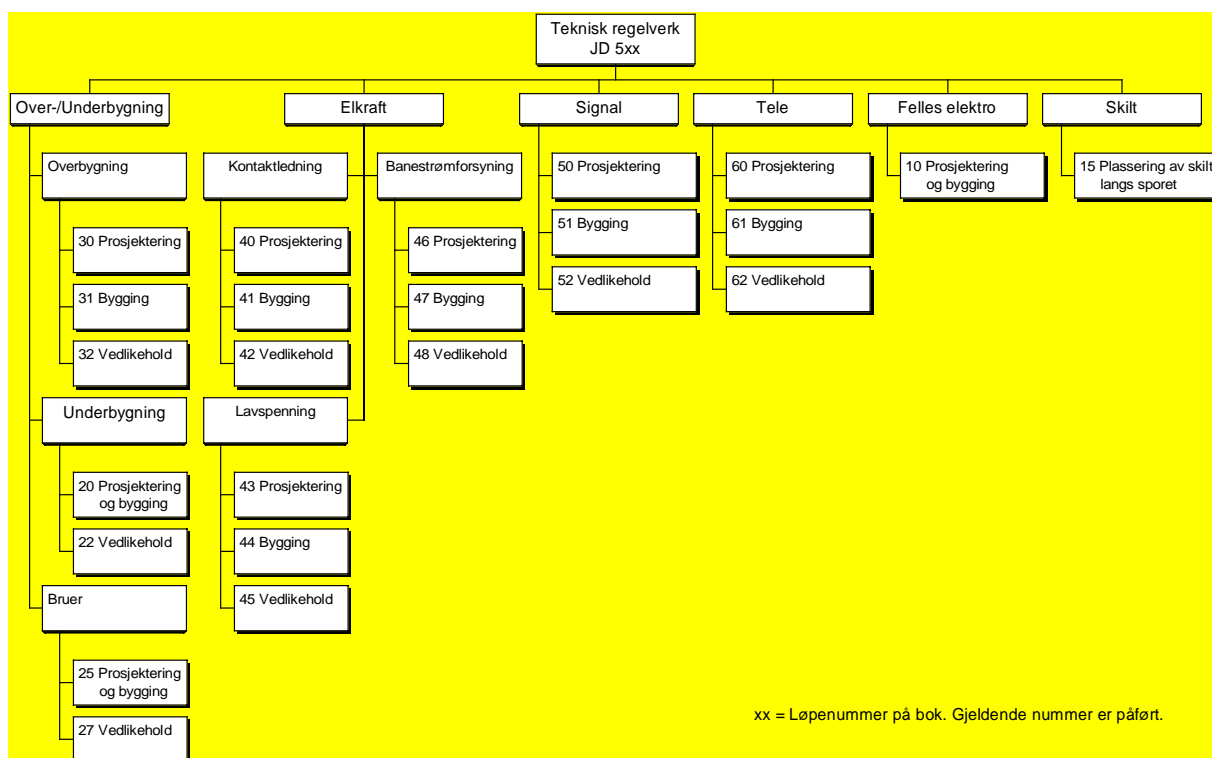 Teknisk regelverk
JD 5xx
Over-/Underbygning
Elkraft
Signal
Tele
Felles elektro
Skilt
Overbygning
30 Prosjektering
31 Bygging
32 Vedlikehold
Underbygning
20 Prosjektering
og bygging
22 Vedlikehold
Bruer
25 Prosjektering
og bygging
27 Vedlikehold
Kontaktledning
40 Prosjektering
41 Bygging
42 Vedlikehold
Lavspenning
43 Prosjektering
44 Bygging
45 Vedlikehold
Banestrømforsyning
46 Prosjektering
47 Bygging
48 Vedlikehold
50 Prosjektering
51 Bygging
52 Vedlikehold
60 Prosjektering
61 Bygging
62 Vedlikehold
10 Prosjektering
og bygging
15 Plassering av skilt
langs sporet
xx = Løpenummer på bok. Gjeldende nummer er påført.